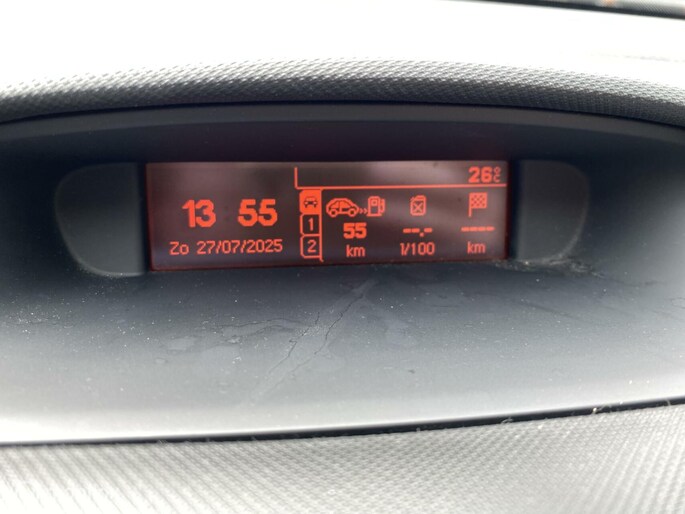 26°C
13 55
Zo 27/07/2025
1
2
55
km
--.-
l/100
----
km